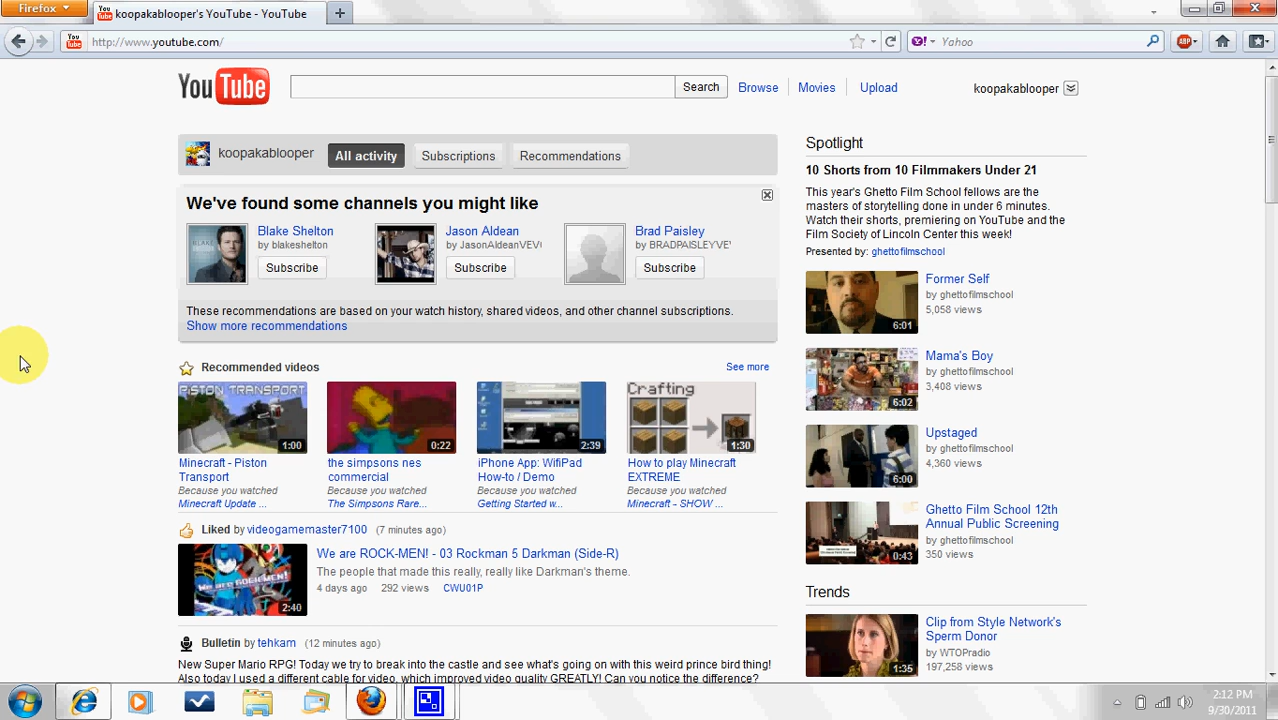 Firefox
koopakablooper's YouTube - YouTube
http://www.youtube.com/
Yahoo
ABP
YouTube
Search
Browse
Movies
Upload
koopakablooper
koopakablooper
All activity
Subscriptions
Recommendations
We've found some channels you might like
Blake Shelton
by blakeshelton
Subscribe
Jason Aldean
by JasonAldeanVEV
Subscribe
Brad Paisley
by BRADPAISLEYVE
Subscribe
These recommendations are based on your watch history, shared videos, and other channel subscriptions.
Show more recommendations
Recommended videos
See more
PISTON TRANSPORT
1:00
Minecraft - Piston
Transport
Because you watched
Minecraft Update ...
0:22
the simpsons nes
commercial
Because you watched
The Simpsons Rare...
2:39
iPhone App: WifiPad
How-to / Demo
Because you watched
Getting Started w...
Crafting
1:30
How to play Minecraft
EXTREME
Because you watched
Minecraft - SHOW ...
Liked by videogamemaster7100 (7 minutes ago)
WE ARE ROCK-MEN!
2:40
We are ROCK-MEN! - 03 Rockman 5 Darkman (Side-R)
The people that made this really, really like Darkman's theme.
4 days ago 292 views CWU01P
Bulletin by tehkam (12 minutes ago)
New Super Mario RPG! Today we try to break into the castle and see what's going on with this weird prince bird thing!
Also today I used a different cable for video, which improves video quality GREATLY! Can you notice the difference?
Spotlight
10 Shorts from 10 Filmmakers Under 21
This year's Ghetto Film School fellows are the
masters of storytelling done in under 6 minutes.
Watch their shorts, premiering on YouTube and the
Film Society of Lincoln Center this week!
Presented by: ghettofilmschool
6:01
Former Self
by ghettofilmschool
5,058 views
6:02
Mama's Boy
by ghettofilmschool
3,408 views
6:00
Upstaged
by ghettofilmschool
4,360 views
0:43
Ghetto Film School 12th
Annual Public Screening
by ghettofilmschool
350 views
Trends
1:35
Clip from Style Network's
Sperm Donor
by WTOPradio
197,258 views
2:12 PM
9/30/2011